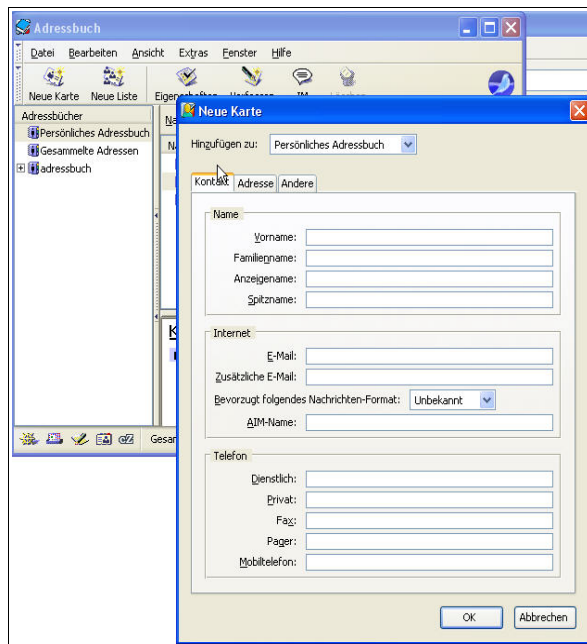 Adressbuch
Datei Bearbeiten Ansicht Extras Fenster Hilfe
Neue Karte Neue Liste
Adressbücher
Persönliches Adressbuch
Gesammelte Adressen
adressbuch
Neue Karte
Hinzufügen zu: Persönliches Adressbuch
Kontakt Adresse Andere
Name
Vorname:
Familienname:
Anzeigename:
Spitzname:
Internet
E-Mail:
Zusätzliche E-Mail:
Bevorzugt folgendes Nachrichten-Format: Unbekannt
AIM-Name:
Telefon
Dienstlich:
Privat:
Fax:
Pager:
Mobiltelefon:
OK Abbrechen